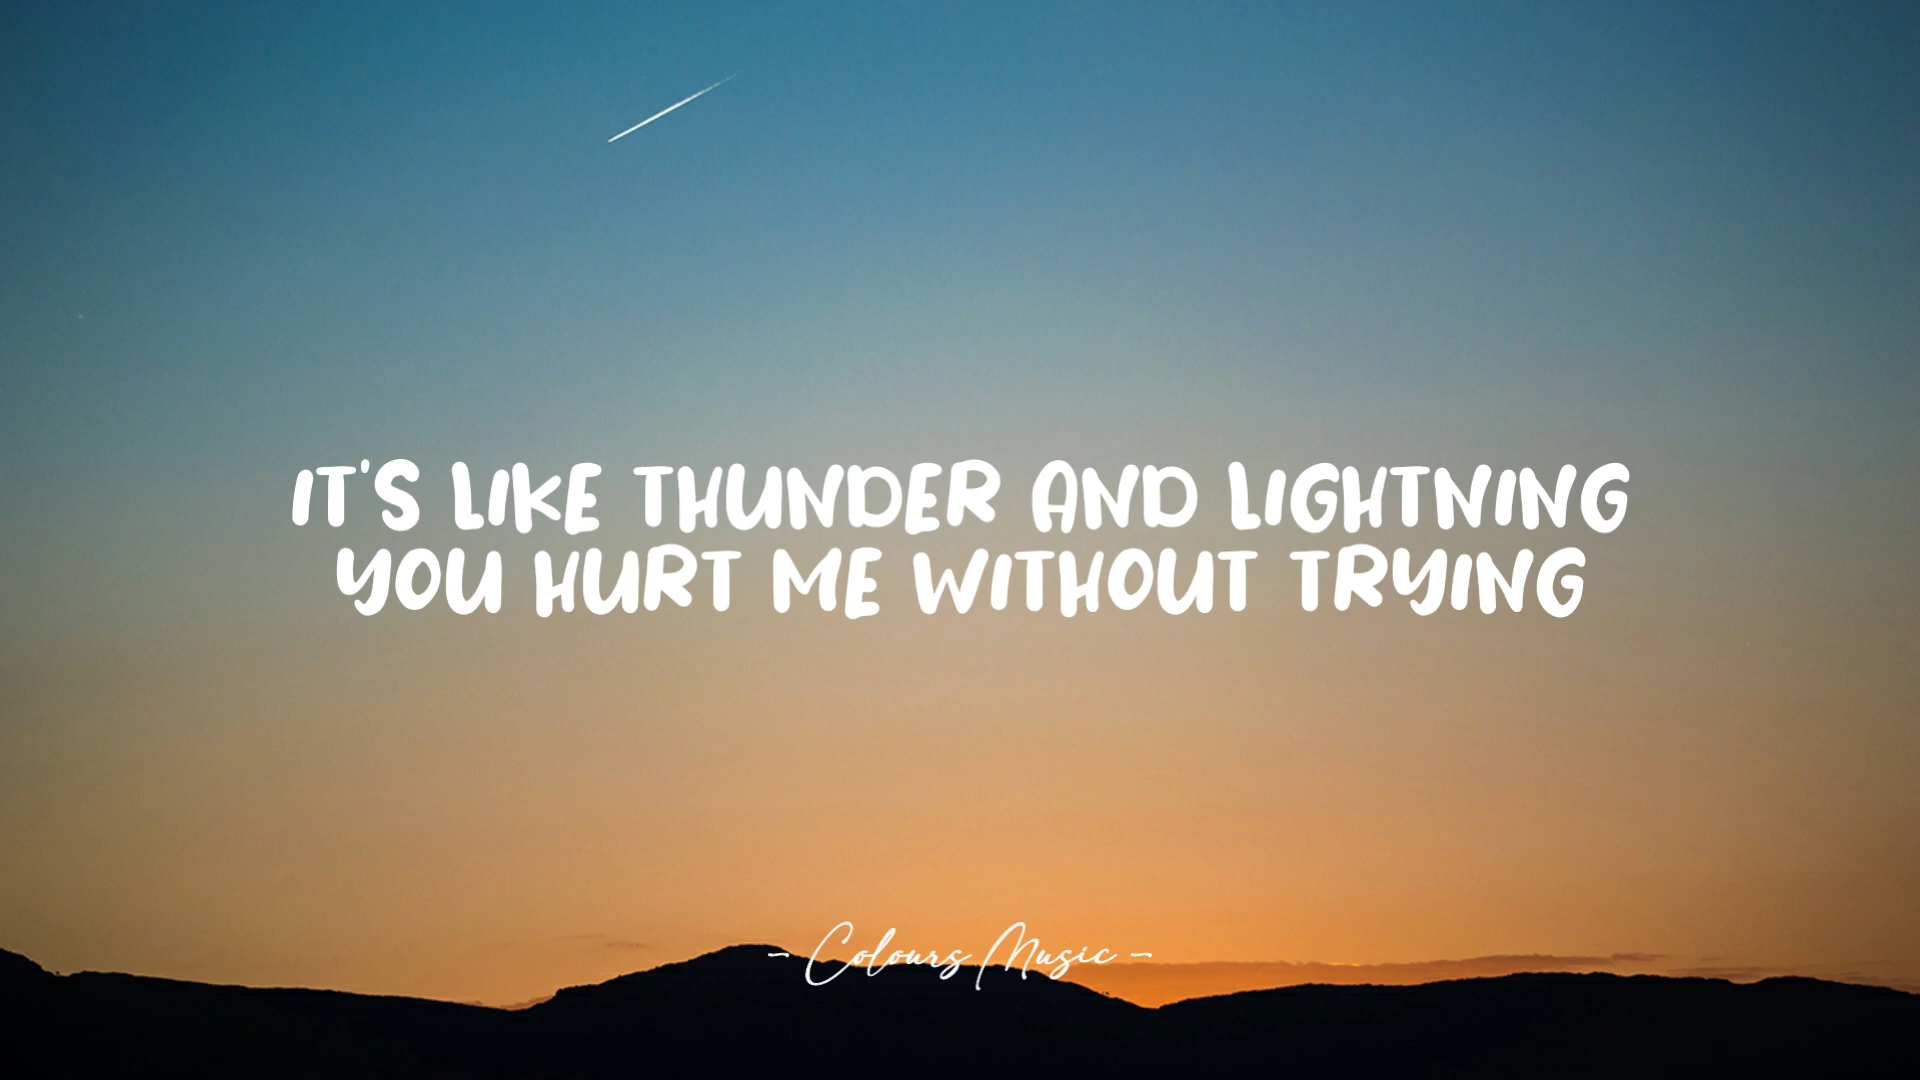 IT'S LIKE THUNDER AND LIGHTNING
YOU HURT ME WITHOUT TRYING
- Colours Music -